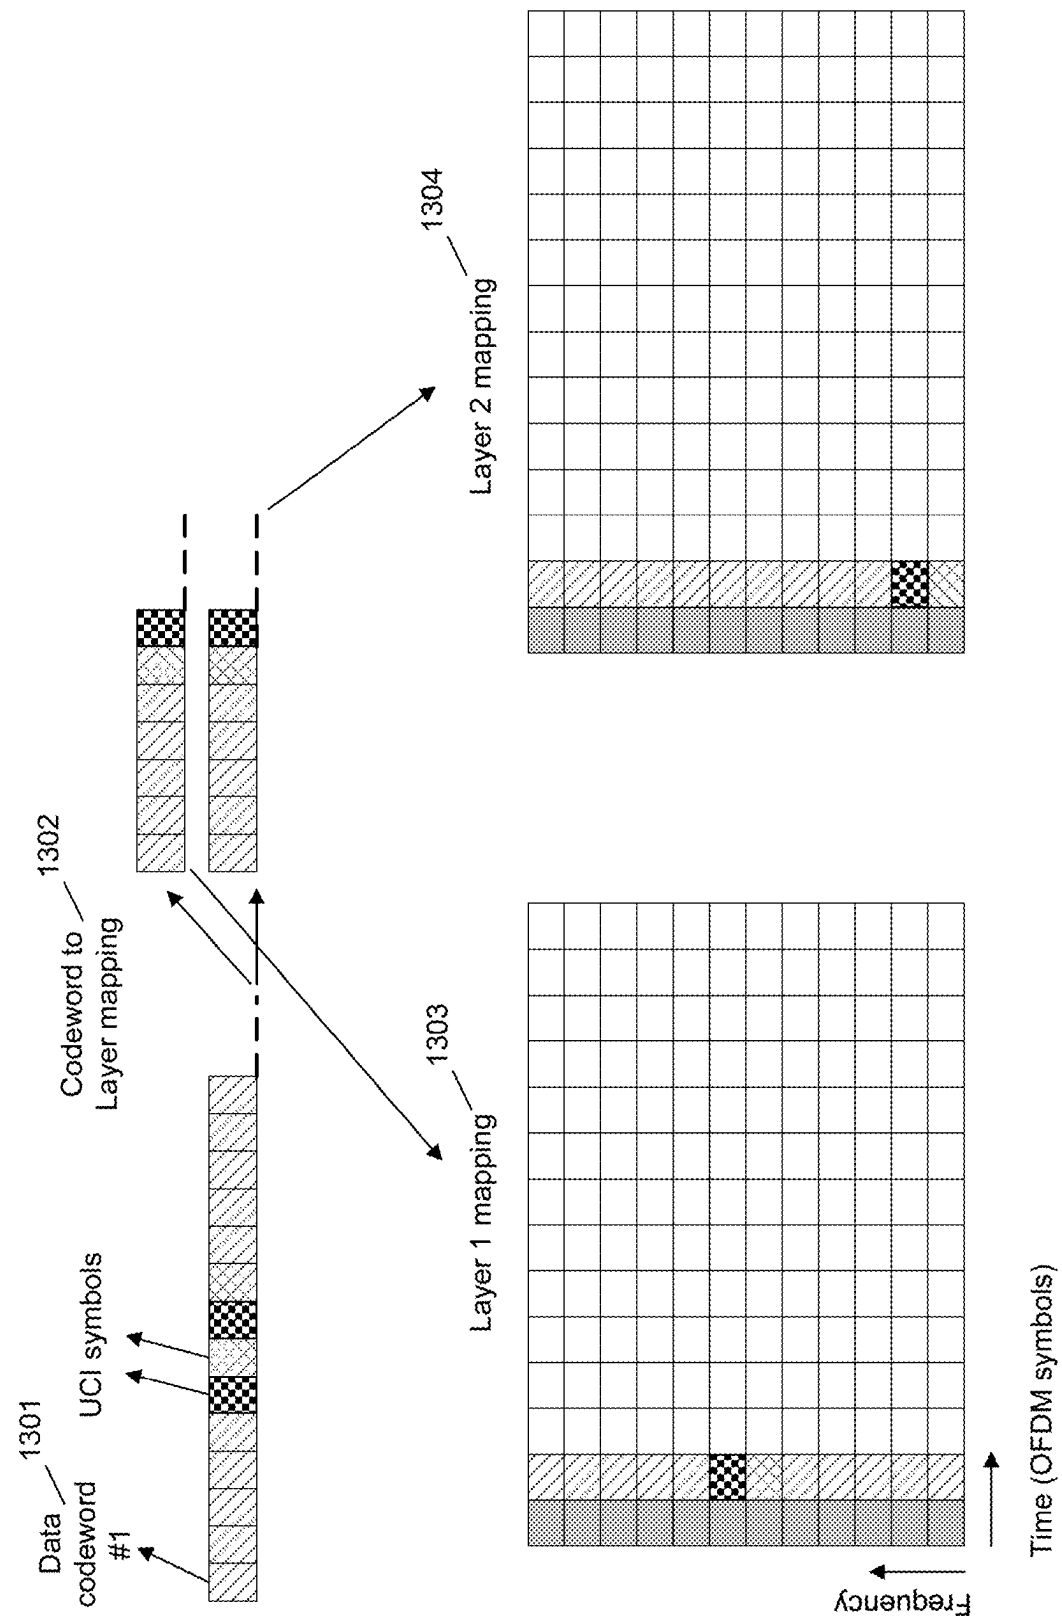 Data
codeword
#1
1301
UCI symbols
Codeword to
Layer mapping
1302
Layer 1 mapping
1303
Layer 2 mapping
1304
Frequency
Time (OFDM symbols)